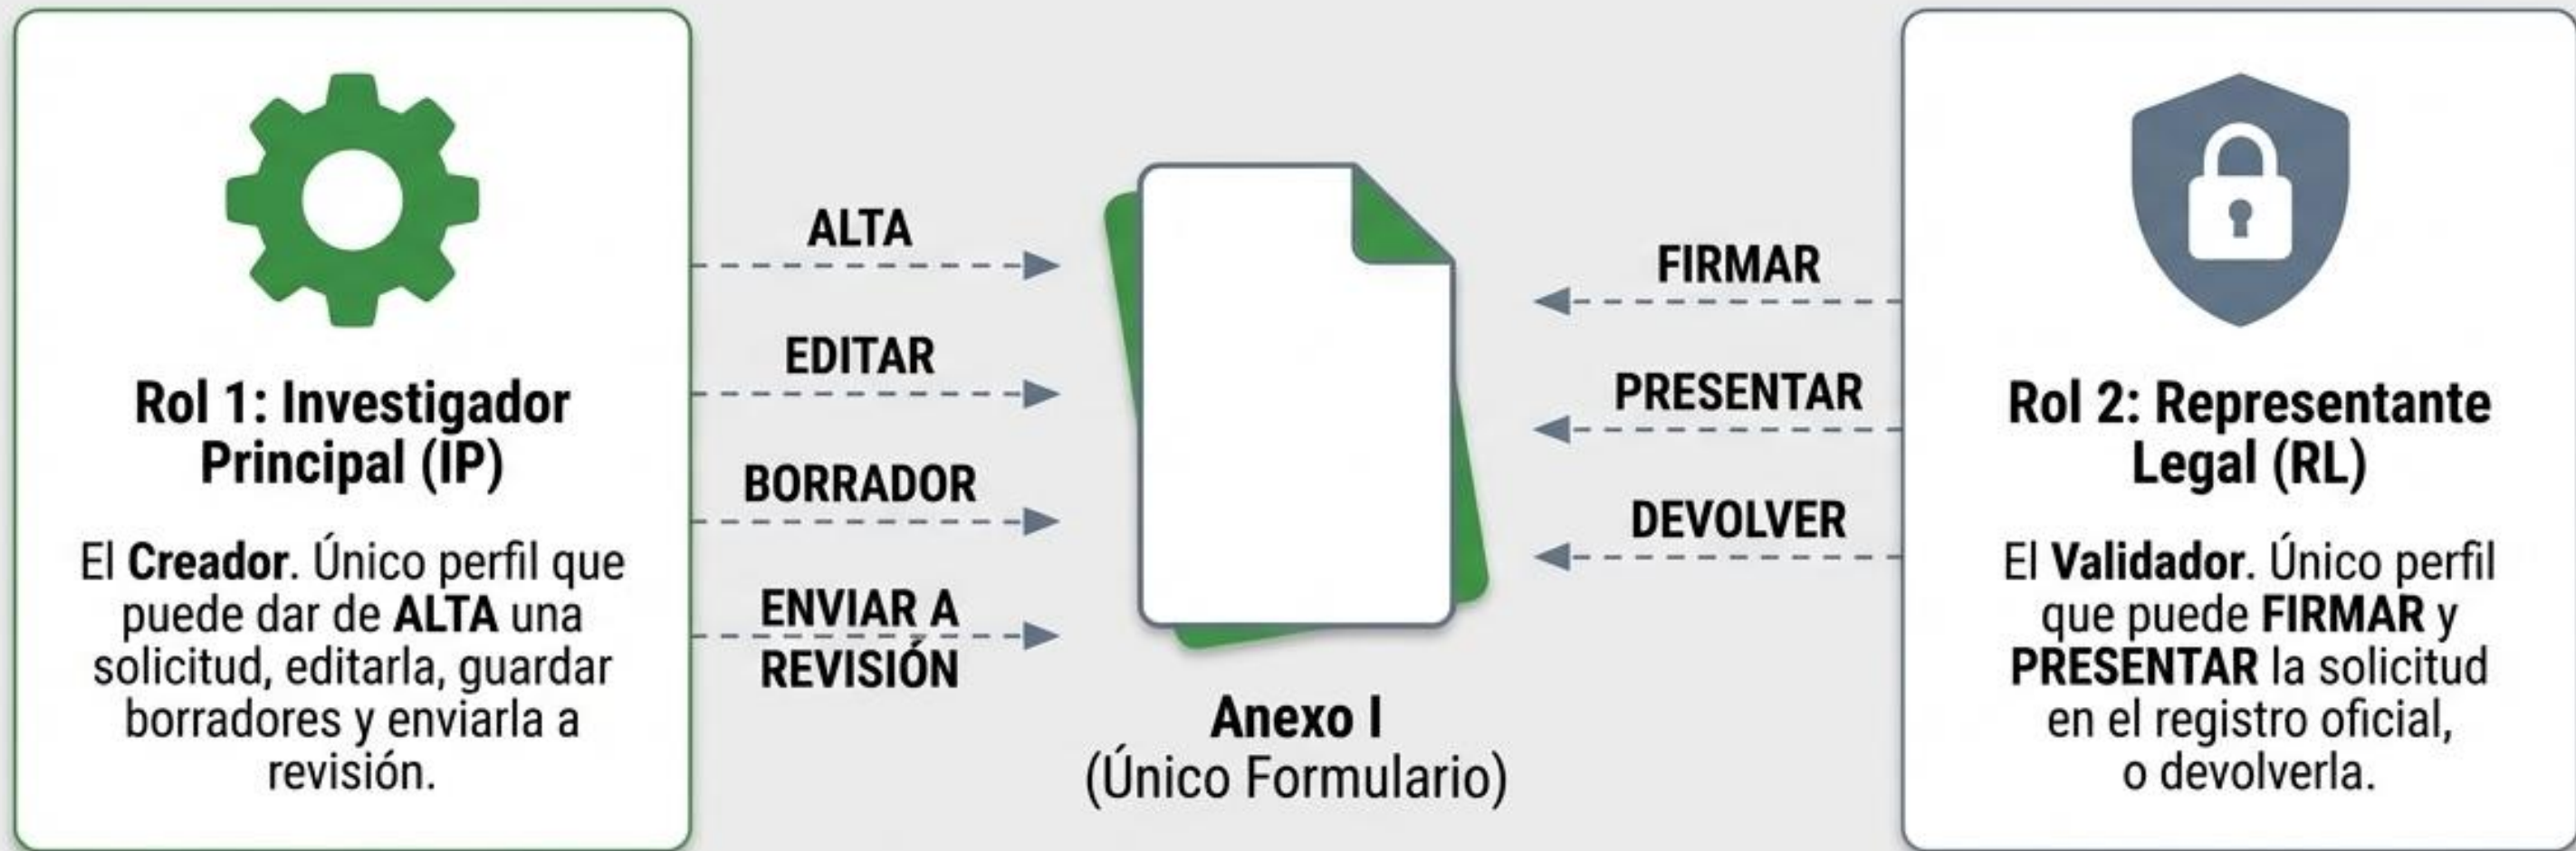 Rol 1: Investigador
Principal (IP)
El Creador. Único perfil que
puede dar de ALTA una
solicitud, editarla, guardar
borradores y enviarla a
revisión.
ALTA
EDITAR
BORRADOR
ENVIAR A
REVISIÓN
Anexo I
(Único Formulario)
FIRMAR
PRESENTAR
DEVOLVER
Rol 2: Representante
Legal (RL)
El Validador. Único perfil
que puede FIRMAR y
PRESENTAR la solicitud
en el registro oficial,
o devolverla.